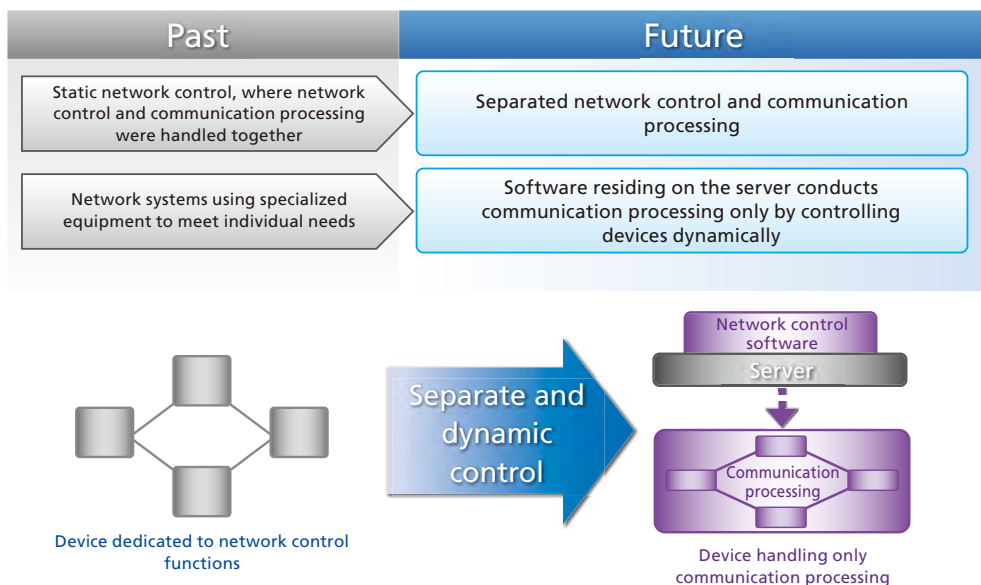 Past
Future
Static network control, where network
control and communication processing
were handled together
Separated network control and communication
processing
Network systems using specialized
equipment to meet individual needs
Software residing on the server conducts
communication processing only by controlling
devices dynamically
Separate and
dynamic
control
Network control
software
Server
Communication
processing
Device dedicated to network control
functions
Device handling only
communication processing